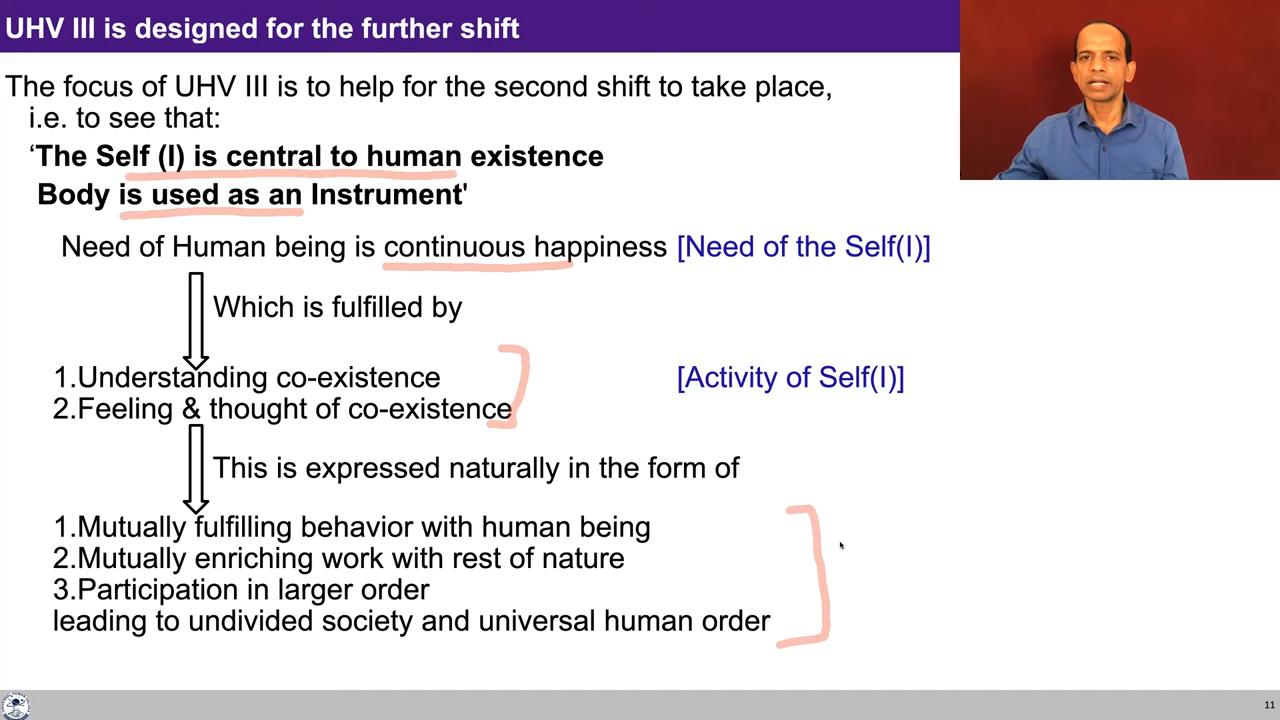 UHV III is designed for the further shift
The focus of UHV III is to help for the second shift to take place,
i.e. to see that:
‘The Self (I) is central to human existence
Body is used as an Instrument'
Need of Human being is continuous happiness [Need of the Self(I)]
Which is fulfilled by
1.Understanding co-existence [Activity of Self(I)]
2.Feeling & thought of co-existence
This is expressed naturally in the form of
1.Mutually fulfilling behavior with human being
2.Mutually enriching work with rest of nature
3.Participation in larger order
leading to undivided society and universal human order
11